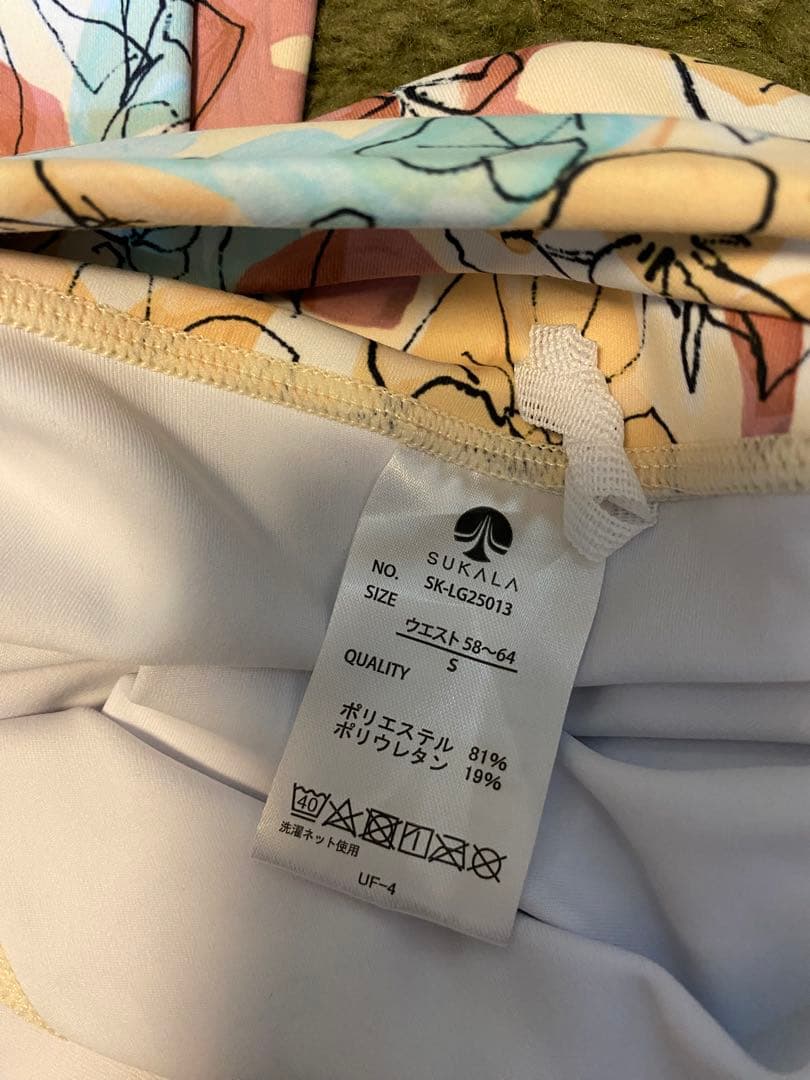 SUKALA
NO. SK-LG25013
SIZE
ウエスト 58〜64
S
QUALITY
ポリエステル 81%
ポリウレタン 19%
40
洗濯ネット使用
UF-4